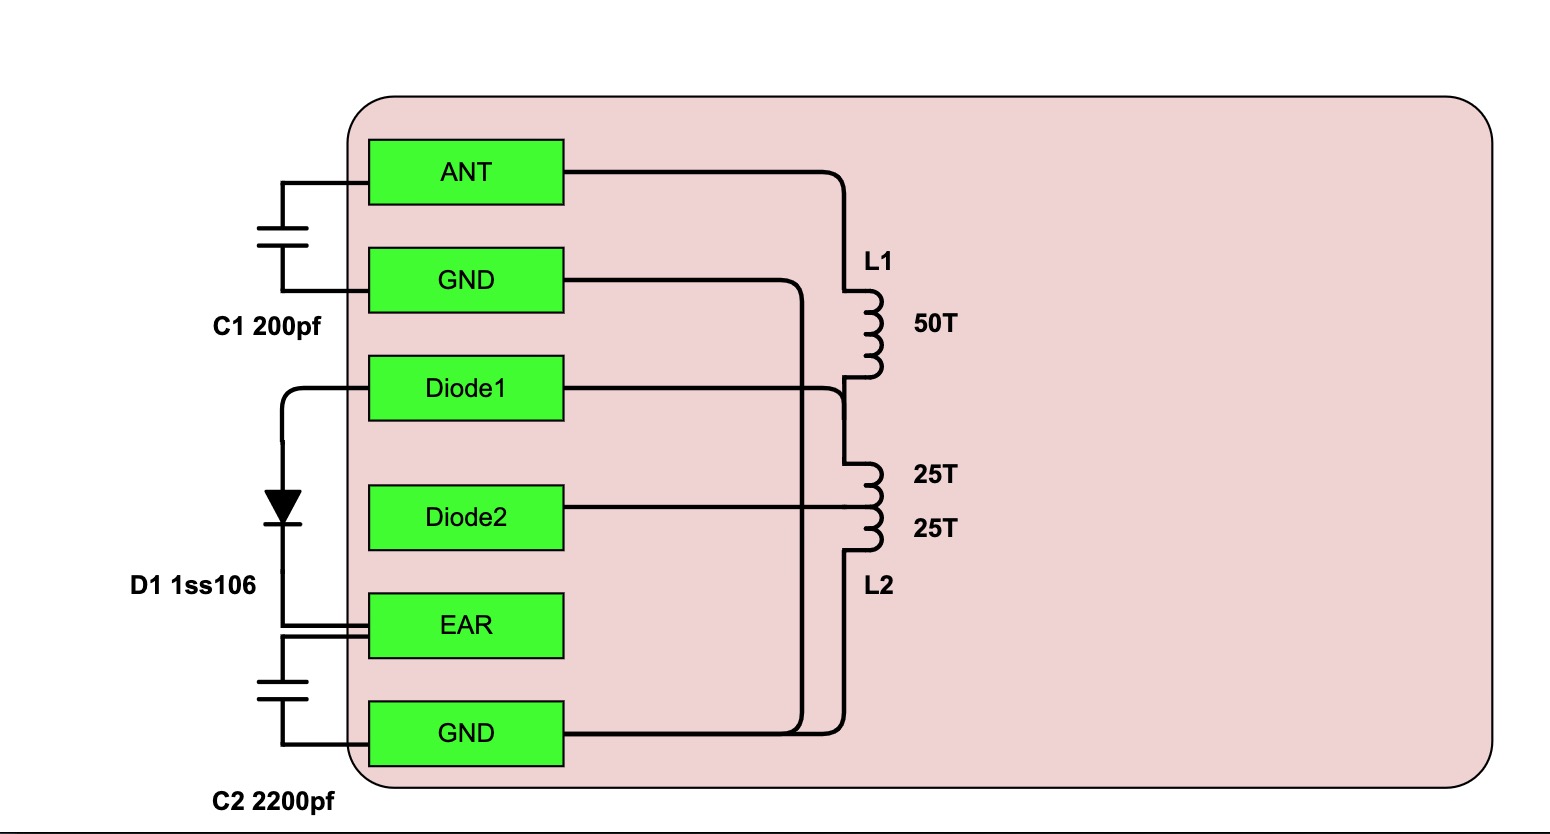 ANT
L1
GND
50T
C1 200pf
Diode1
25T
Diode2
25T
D1 1ss106
L2
EAR
GND
C2 2200pf